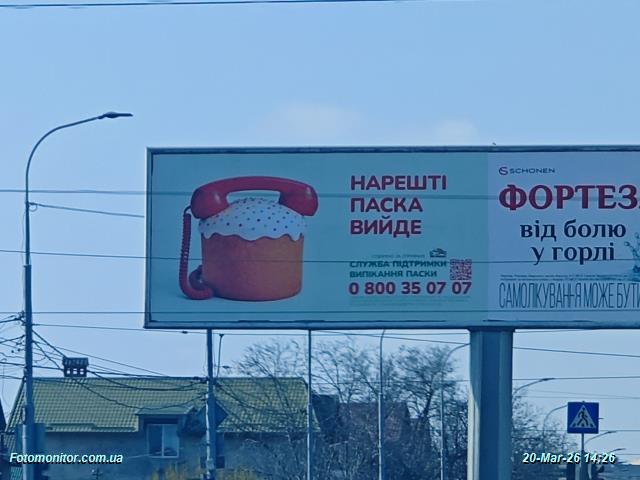 НАРЕШТІ
ПАСКА
ВИЙДЕ
СЛУЖБА ПІДТРИМКИ
ВИПІКАННЯ ПАСКИ
0 800 35 07 07
SCHONEN
ФОРТЕЗ
від болю
у горлі
САМОЛІКУВАННЯ МОЖЕ БУТИ
Fotomonitor.com.ua
20-Mar-26 14:26